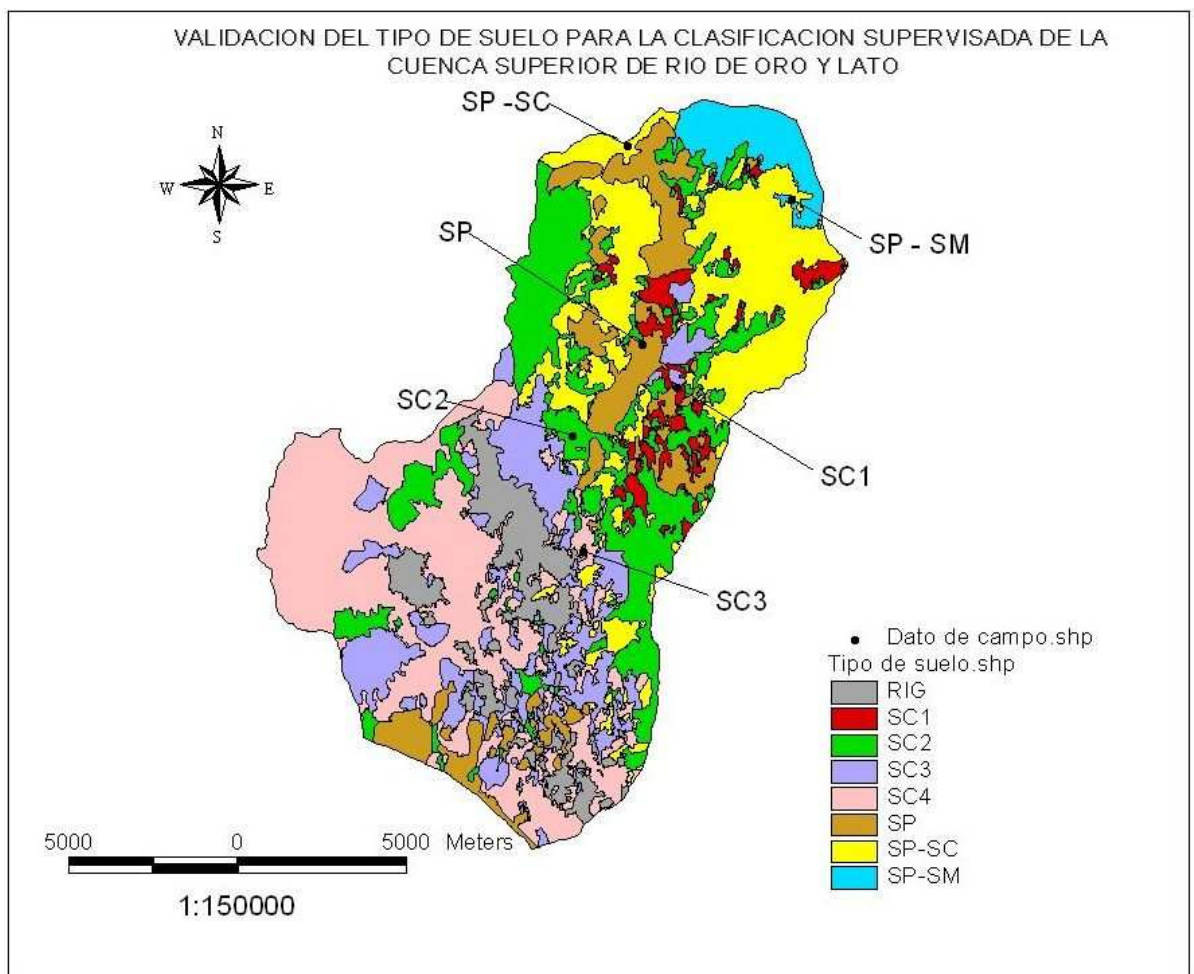 VALIDACION DEL TIPO DE SUELO PARA LA CLASIFICACION SUPERVISADA DE LA
CUENCA SUPERIOR DE RIO DE ORO Y LATO
SP -SC
N
W E
S
SP
SP - SM
SC2
SC1
SC3
Dato de campo.shp
Tipo de suelo.shp
RIG
SC1
SC2
SC3
SC4
SP
SP-SC
SP-SM
5000 0 5000 Meters
1:150000